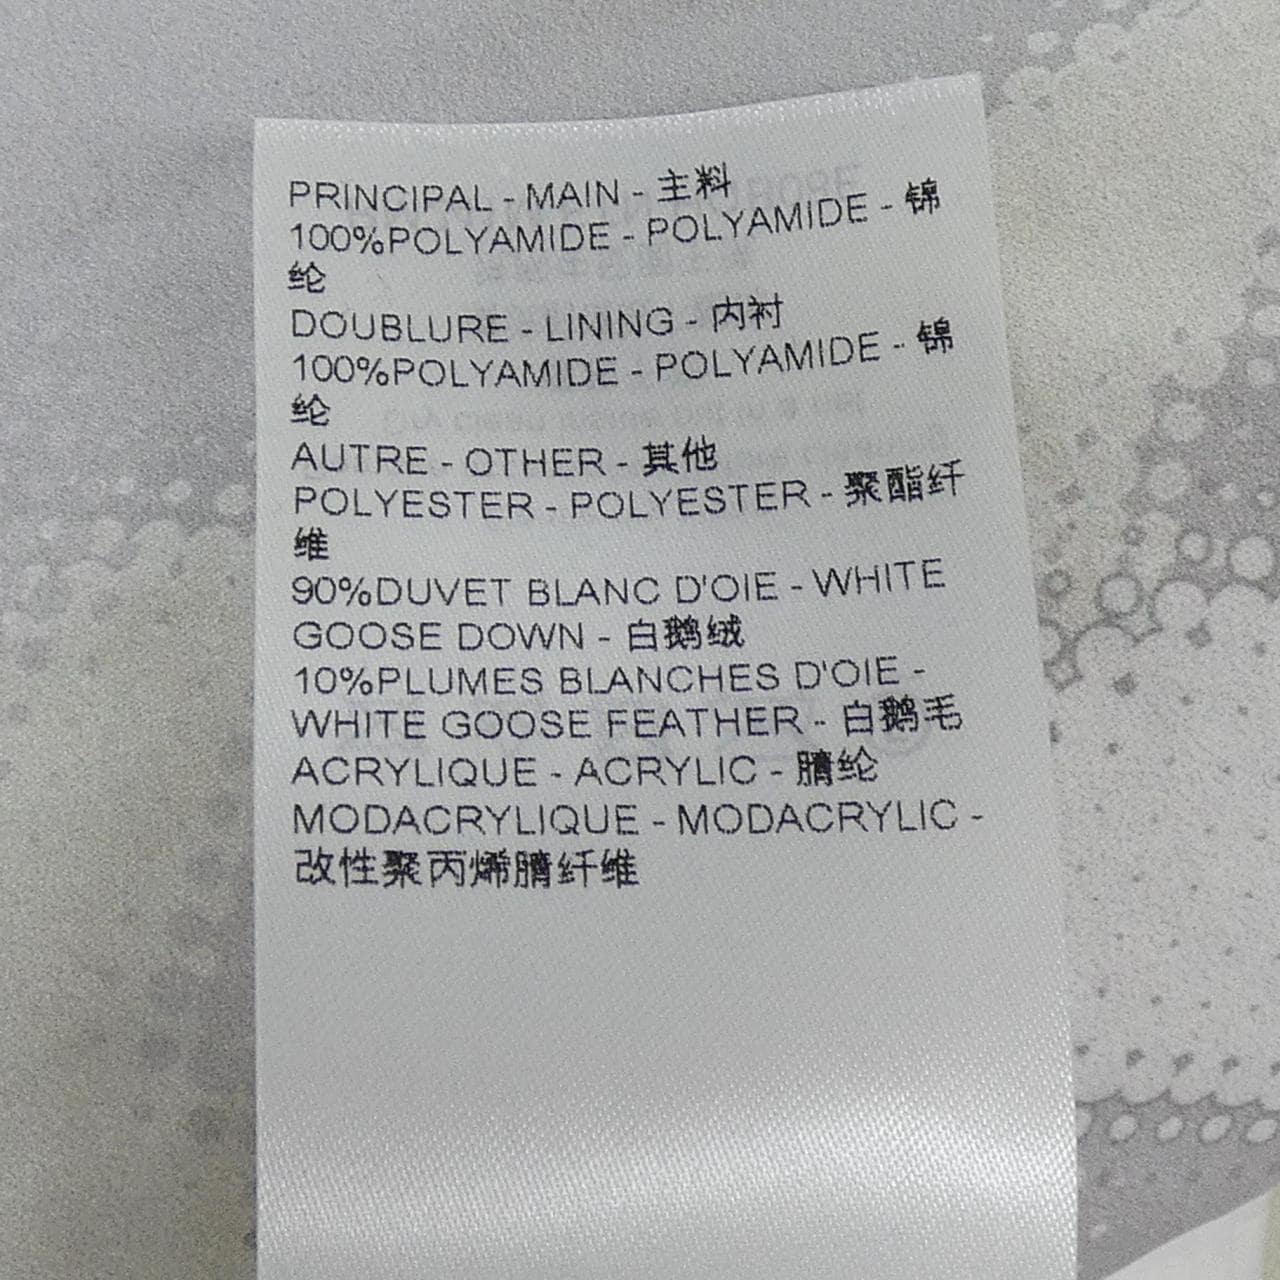 PRINCIPAL - MAIN - 主料
100%POLYAMIDE - POLYAMIDE - 锦
纶
DOUBLURE - LINING - 内衬
100%POLYAMIDE - POLYAMIDE - 锦
纶
AUTRE - OTHER - 其他
POLYESTER - POLYESTER - 聚酯纤
维
90%DUVET BLANC D'OIE - WHITE
GOOSE DOWN - 白鹅绒
10%PLUMES BLANCHES D'OIE -
WHITE GOOSE FEATHER - 白鹅毛
ACRYLIQUE - ACRYLIC - 腈纶
MODACRYLIQUE - MODACRYLIC -
改性聚丙烯腈纤维